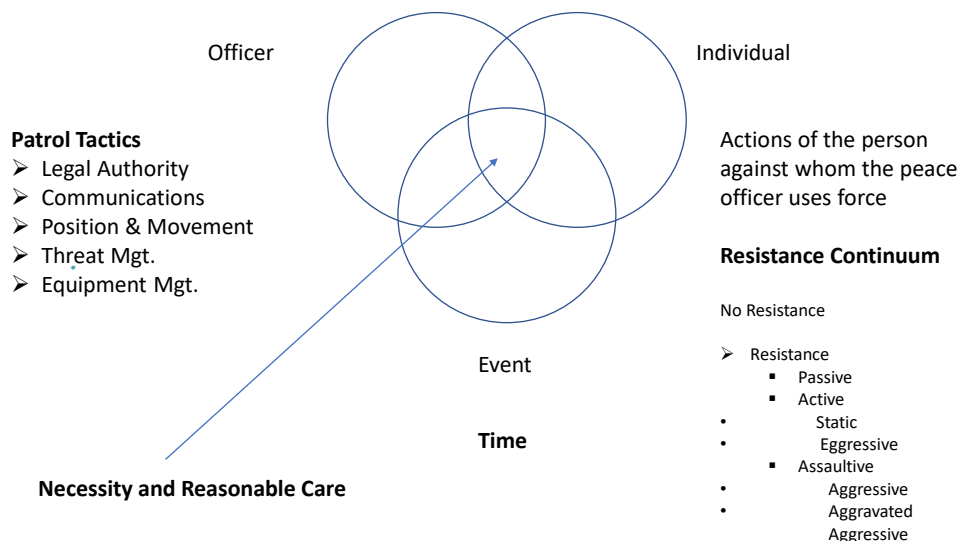 Officer
Individual
Patrol Tactics
➢ Legal Authority
➢ Communications
➢ Position & Movement
➢ Threat Mgt.
➢ Equipment Mgt.
Actions of the person
against whom the peace
officer uses force
Resistance Continuum
No Resistance
➢ Resistance
▪ Passive
▪ Active
• Static
• Eggressive
▪ Assaultive
• Aggressive
• Aggravated
Aggressive
Event
Time
Necessity and Reasonable Care